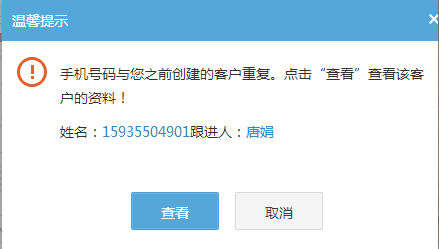 温馨提示
手机号码与您之前创建的客户重复。点击“查看”查看该客
户的资料！
姓名：15935504901跟进人：唐娟
查看
取消